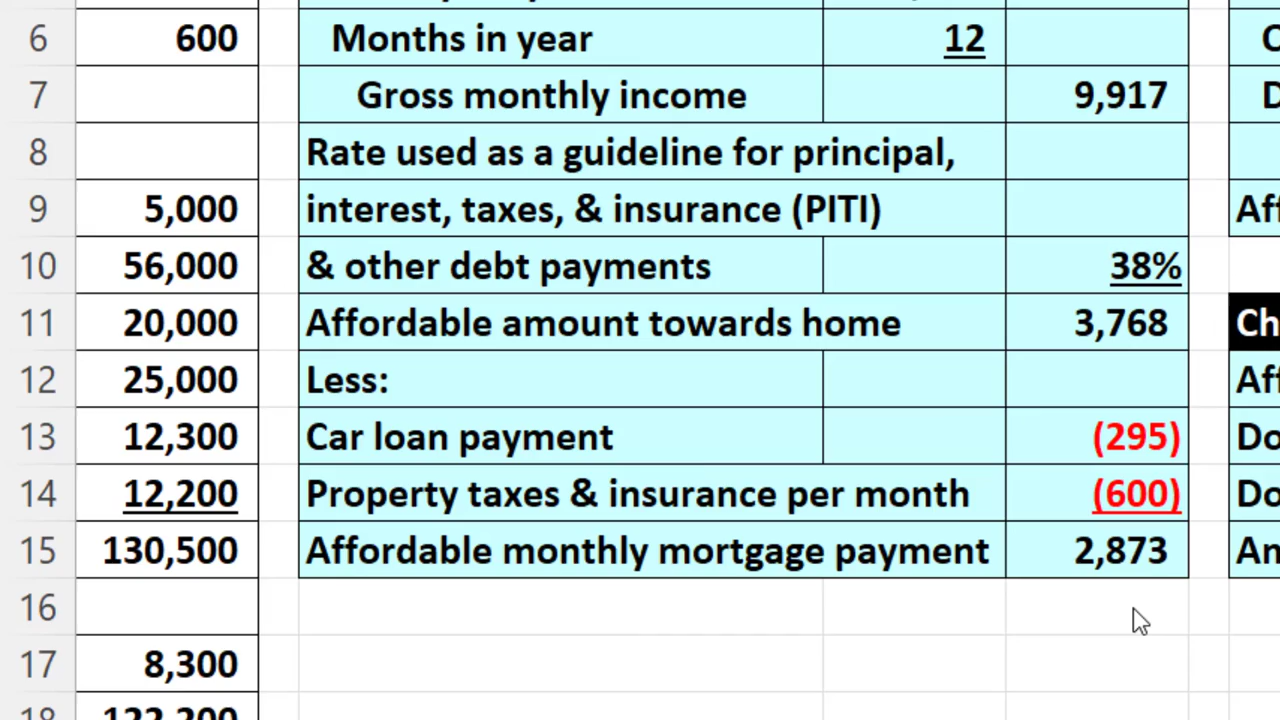 6 600 Months in year 12
7 Gross monthly income 9,917
8 Rate used as a guideline for principal,
9 5,000 interest, taxes, & insurance (PITI)
10 56,000 & other debt payments 38%
11 20,000 Affordable amount towards home 3,768
12 25,000 Less:
13 12,300 Car loan payment (295)
14 12,200 Property taxes & insurance per month (600)
15 130,500 Affordable monthly mortgage payment 2,873
16
17 8,300
18 122,200